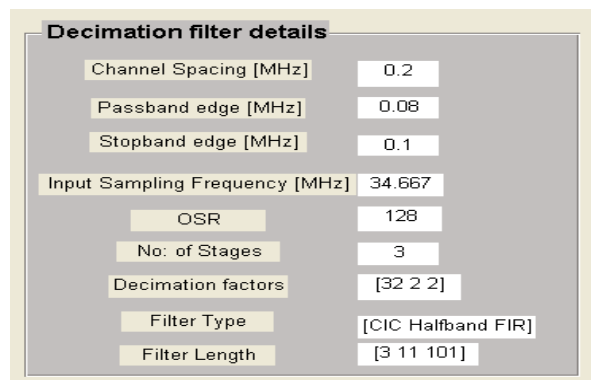 Decimation filter details
Channel Spacing [MHz] 0.2
Passband edge [MHz] 0.08
Stopband edge [MHz] 0.1
Input Sampling Frequency [MHz] 34.667
OSR 128
No: of Stages 3
Decimation factors [32 2 2]
Filter Type [CIC Halfband FIR]
Filter Length [3 11 101]